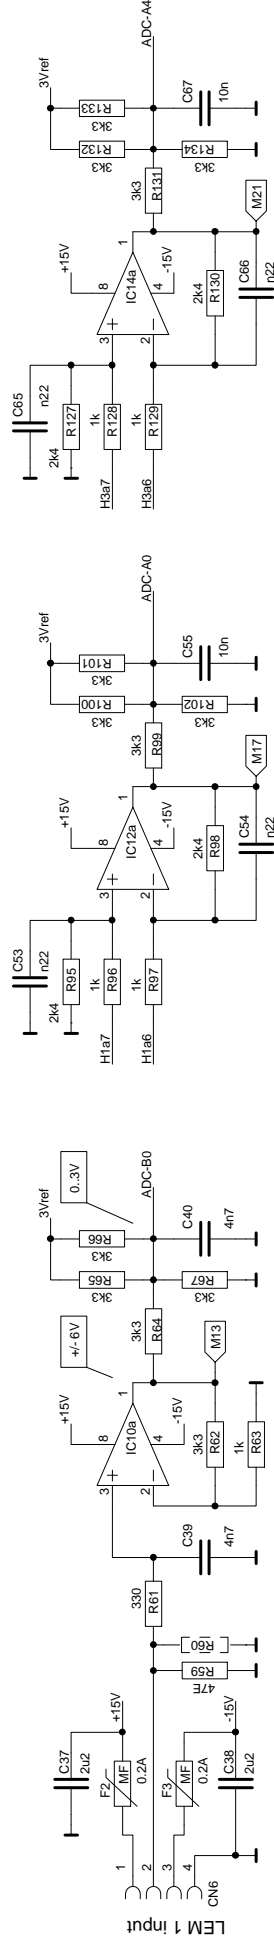 LEM 1 input
CN6
1
2
3
4
C37
2u2
F2
MF
0.2A
+15V
F3
MF
0.2A
-15V
C38
2u2
R59
47E
R60
330
R61
C39
4n7
3
2
8
4
1
+15V
-15V
IC10a
+/- 6V
3k3
R62
1k
R63
M13
3k3
R64
R65
3k3
R66
3k3
R67
3k3
3Vref
0..3V
ADC-B0
C40
4n7
H1a7
H1a6
C53
n22
R95
2k4
1k
R96
1k
R97
3
2
8
4
1
+15V
-15V
IC12a
2k4
R98
C54
n22
M17
3k3
R99
R100
3k3
R101
3k3
R102
3k3
3Vref
ADC-A0
C55
10n
H3a7
H3a6
C65
n22
R127
2k4
1k
R128
1k
R129
3
2
8
4
1
+15V
-15V
IC14a
2k4
R130
C66
n22
M21
3k3
R131
R132
3k3
R133
3k3
R134
3k3
3Vref
ADC-A4
C67
10n